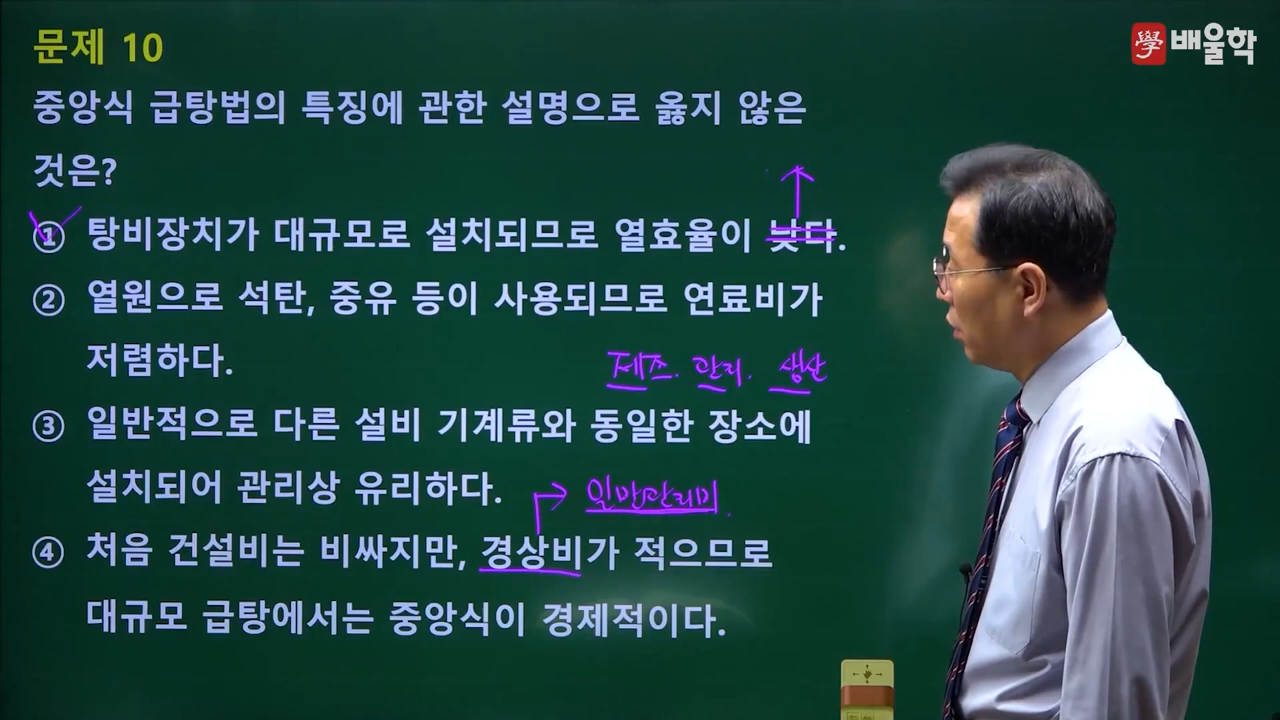 문제 10
學 배울학
중앙식 급탕법의 특징에 관한 설명으로 옳지 않은
것은?
① 탕비장치가 대규모로 설치되므로 열효율이 낮다.
② 열원으로 석탄, 중유 등이 사용되므로 연료비가
저렴하다.
제조. 관리. 생산
③ 일반적으로 다른 설비 기계류와 동일한 장소에
설치되어 관리상 유리하다.
일반관리비.
④ 처음 건설비는 비싸지만, 경상비가 적으므로
대규모 급탕에서는 중앙식이 경제적이다.